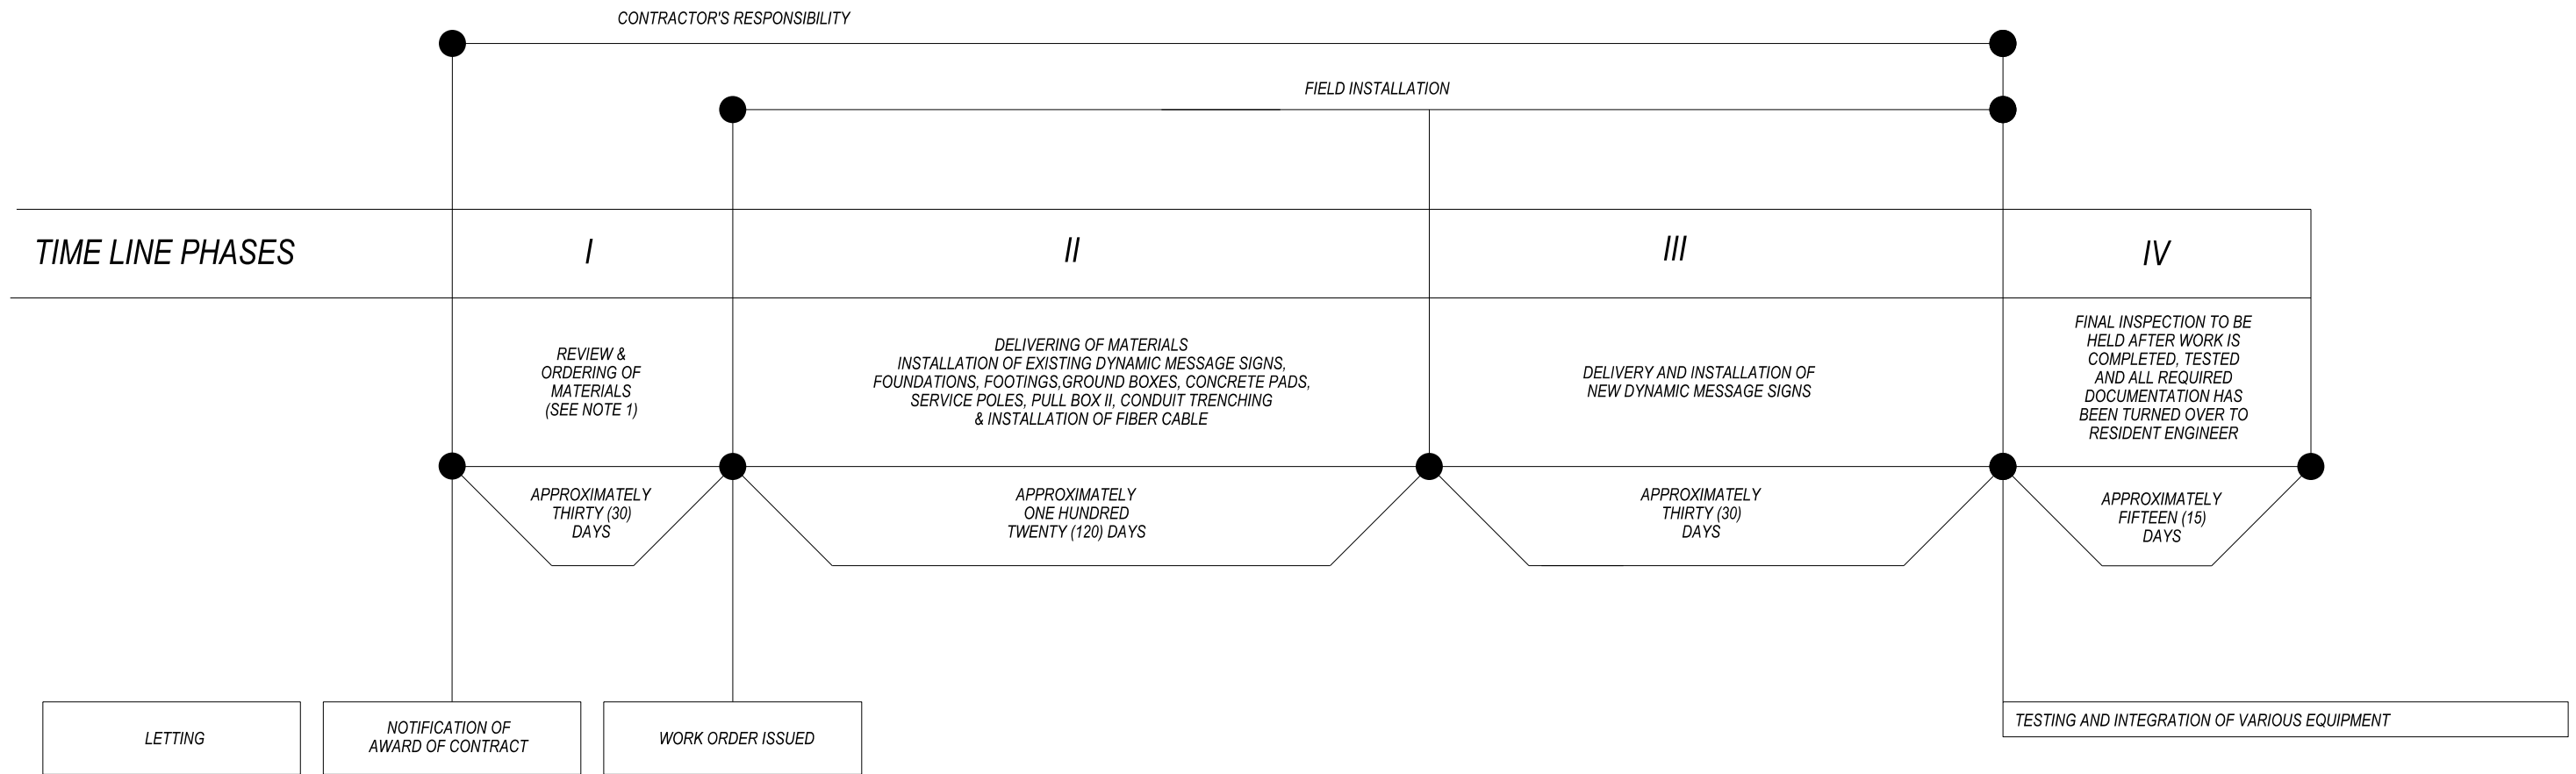 CONTRACTOR'S RESPONSIBILITY
FIELD INSTALLATION
TIME LINE PHASES
I
II
III
IV
REVIEW &
ORDERING OF
MATERIALS
(SEE NOTE 1)
DELIVERING OF MATERIALS
INSTALLATION OF EXISTING DYNAMIC MESSAGE SIGNS,
FOUNDATIONS, FOOTINGS,GROUND BOXES, CONCRETE PADS,
SERVICE POLES, PULL BOX II, CONDUIT TRENCHING
& INSTALLATION OF FIBER CABLE
DELIVERY AND INSTALLATION OF
NEW DYNAMIC MESSAGE SIGNS
FINAL INSPECTION TO BE
HELD AFTER WORK IS
COMPLETED, TESTED
AND ALL REQUIRED
DOCUMENTATION HAS
BEEN TURNED OVER TO
RESIDENT ENGINEER
APPROXIMATELY
THIRTY (30)
DAYS
APPROXIMATELY
ONE HUNDRED
TWENTY (120) DAYS
APPROXIMATELY
THIRTY (30)
DAYS
APPROXIMATELY
FIFTEEN (15)
DAYS
LETTING
NOTIFICATION OF
AWARD OF CONTRACT
WORK ORDER ISSUED
TESTING AND INTEGRATION OF VARIOUS EQUIPMENT